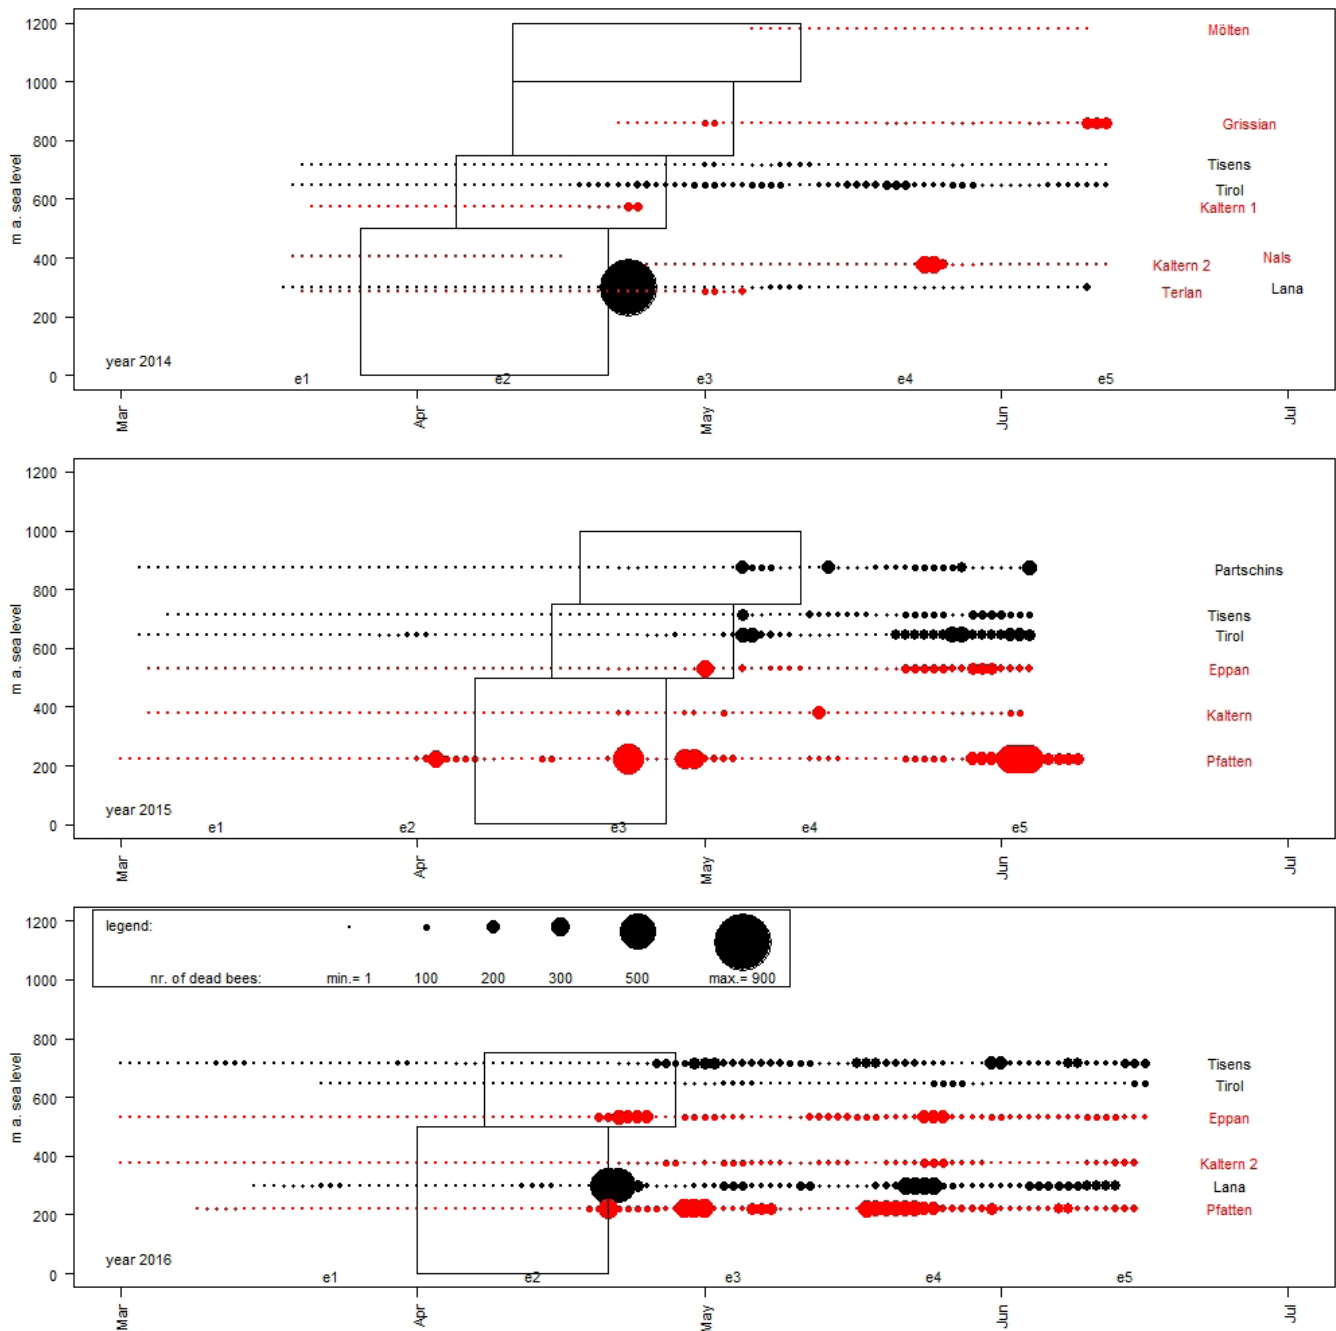 1200
Mölten
1000
800
Grissian
Tisens
600
Tirol
Kaltern 1
m a. sea level
400
Nals
Kaltern 2
Lana
Terlan
200
year 2014
0
e1 e2 e3 e4 e5
Mar Apr May Jun Jul
1200
1000
Partschins
800
Tisens
Tirol
600
Eppan
m a. sea level
400
Kaltern
200
Pfatten
year 2015
0
e1 e2 e3 e4 e5
Mar Apr May Jun Jul
1200
legend:
nr. of dead bees: min.= 1 100 200 300 500 max.= 900
1000
800
Tisens
Tirol
600
Eppan
m a. sea level
400
Kaltern 2
Lana
200
Pfatten
year 2016
0
e1 e2 e3 e4 e5
Mar Apr May Jun Jul